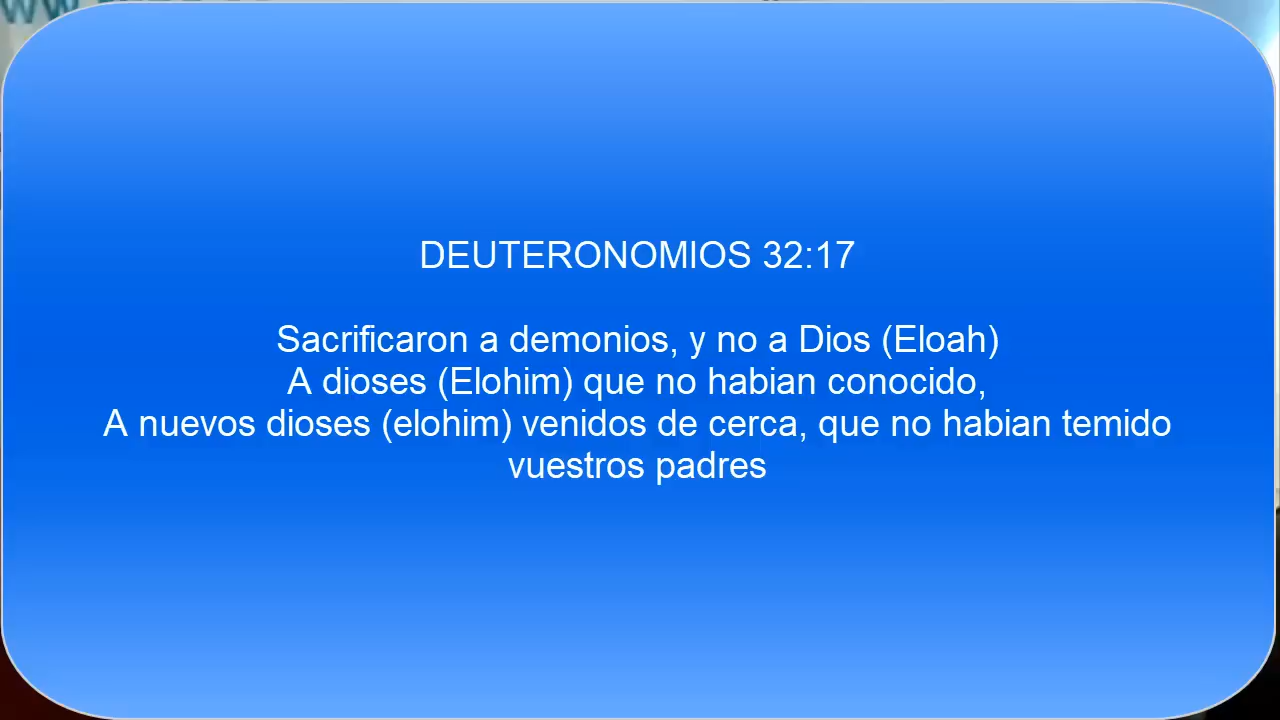 DEUTERONOMIOS 32:17
Sacrificaron a demonios, y no a Dios (Eloah)
A dioses (Elohim) que no habian conocido,
A nuevos dioses (elohim) venidos de cerca, que no habian temido
vuestros padres